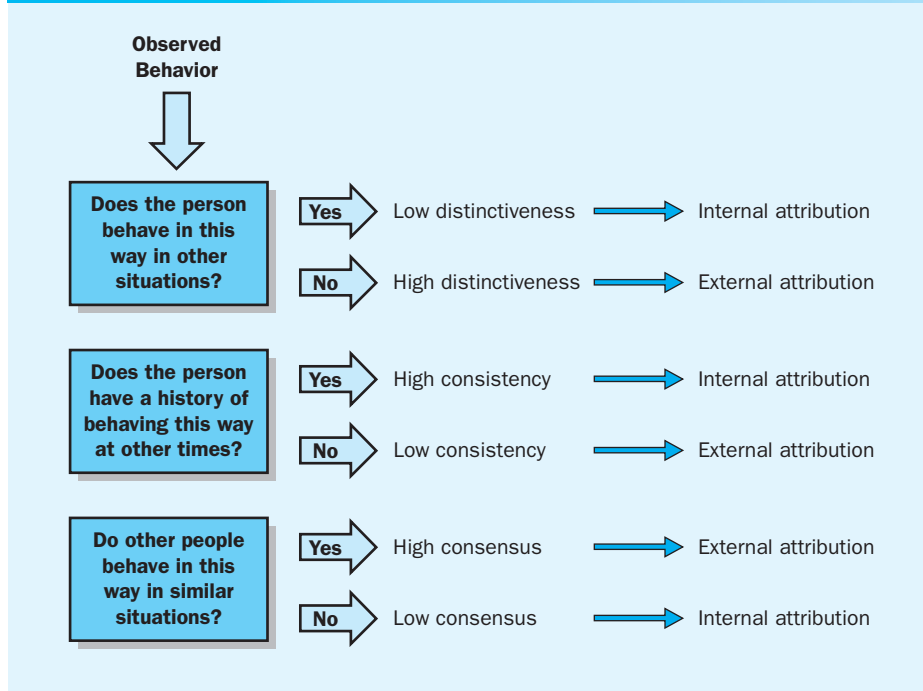 Observed
Behavior
Does the person
behave in this
way in other
situations?
Yes
Low distinctiveness
Internal attribution
No
High distinctiveness
External attribution
Does the person
have a history of
behaving this way
at other times?
Yes
High consistency
Internal attribution
No
Low consistency
External attribution
Do other people
behave in this
way in similar
situations?
Yes
High consensus
External attribution
No
Low consensus
Internal attribution